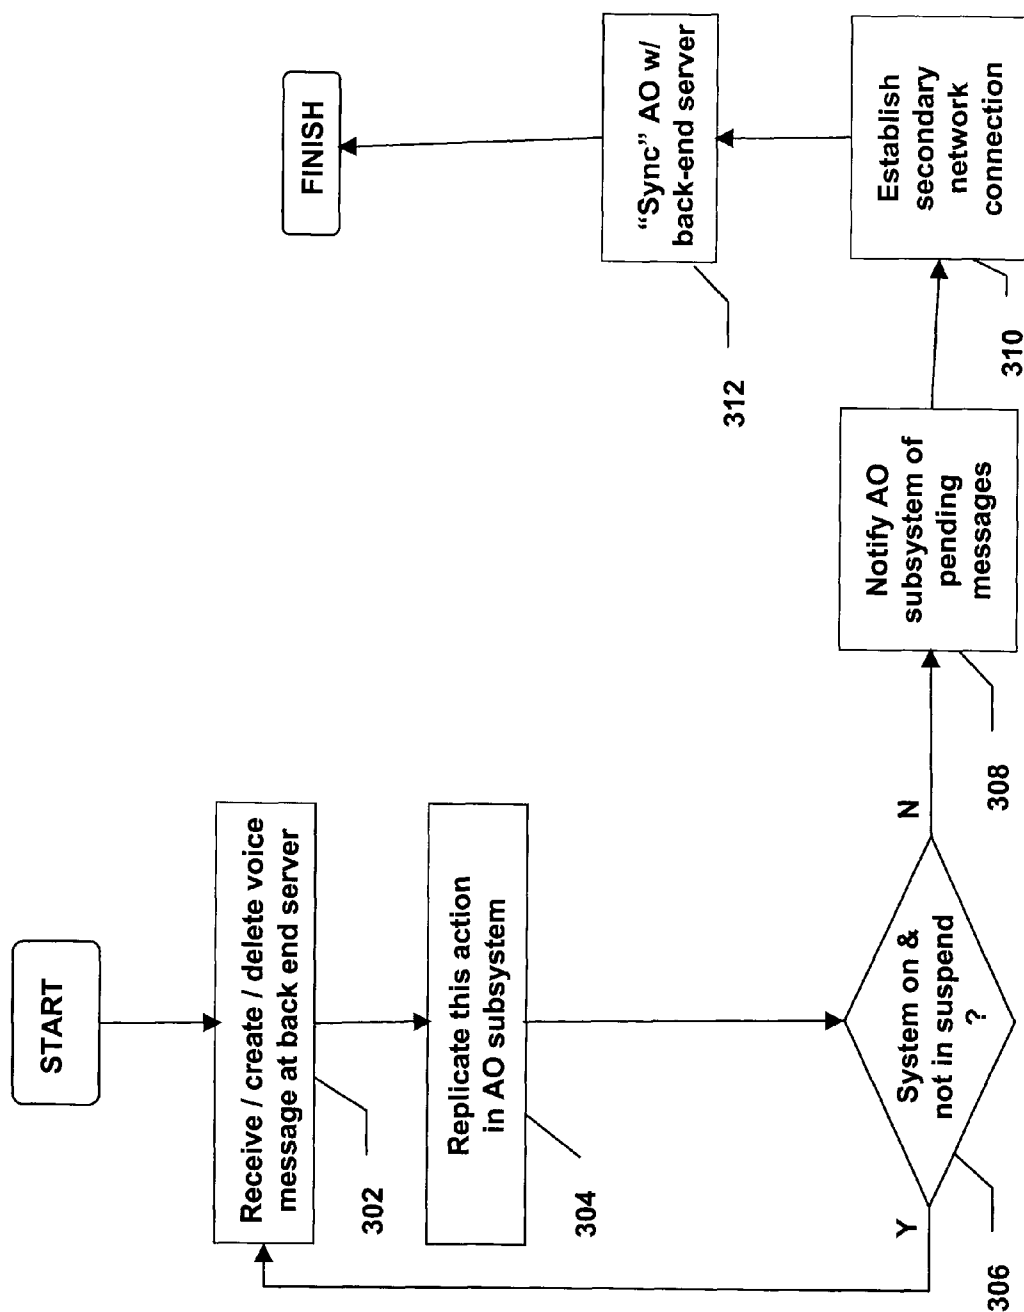 START
Receive / create / delete voice
message at back end server
302
Replicate this action
in AO subsystem
304
System on &
not in suspend
?
Y
N
306
Notify AO
subsystem of
pending
messages
308
Establish
secondary
network
connection
310
“Sync” AO w/
back-end server
312
FINISH